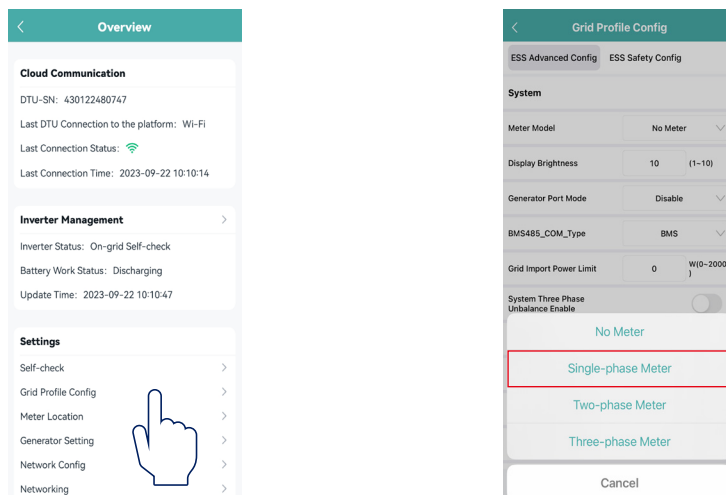 Overview
Cloud Communication
DTU-SN: 430122480747
Last DTU Connection to the platform: Wi-Fi
Last Connection Status:
Last Connection Time: 2023-09-22 10:10:14
Inverter Management
Inverter Status: On-grid Self-check
Battery Work Status: Discharging
Update Time: 2023-09-22 10:10:47
Settings
Self-check
Grid Profile Config
Meter Location
Generator Setting
Network Config
Networking
Grid Profile Config
ESS Advanced Config ESS Safety Config
System
Meter Model No Meter
Display Brightness 10 (1~10)
Generator Port Mode Disable
BMS485_COM_Type BMS
Grid Import Power Limit 0 W(0~2000
)
System Three Phase
Unbalance Enable
No Meter
Single-phase Meter
Two-phase Meter
Three-phase Meter
Cancel